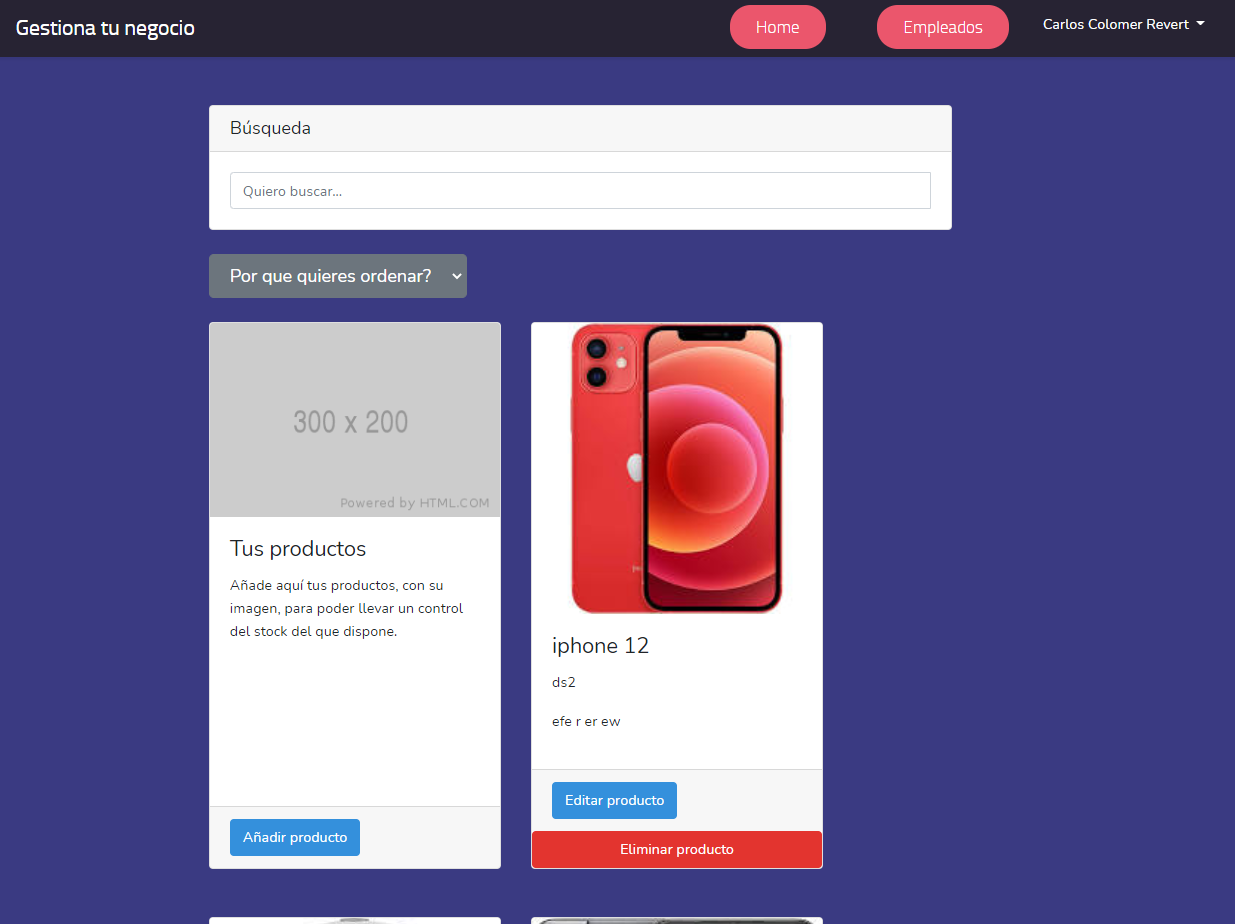 Gestiona tu negocio
Home
Empleados
Carlos Colomer Revert
Búsqueda
Quiero buscar...
Por que quieres ordenar?
300 x 200
Powered by HTML.COM
Tus productos
Añade aquí tus productos, con su
imagen, para poder llevar un control
del stock del que dispone.
Añadir producto
iphone 12
ds2
efe r er ew
Editar producto
Eliminar producto